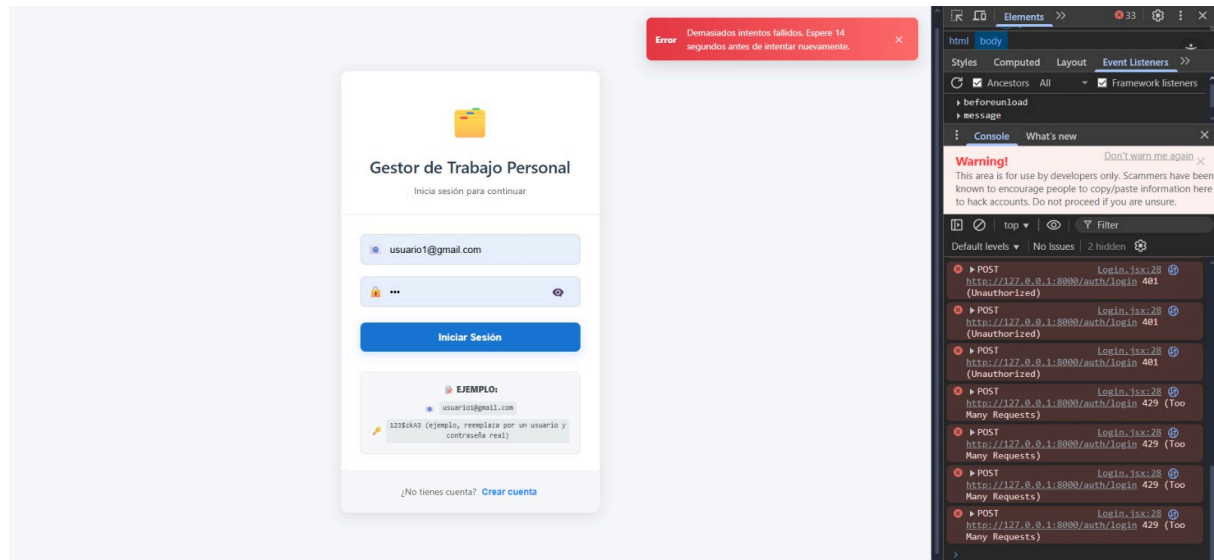 Error
Demasiados intentos fallidos. Espere 14
segundos antes de intentar nuevamente.
Gestor de Trabajo Personal
Inicia sesión para continuar
usuario1@gmail.com
•••
Iniciar Sesión
EJEMPLO:
usuario1@gmail.com
123$zkA3 (ejemplo, reemplaza por un usuario y
contraseña real)
¿No tienes cuenta? Crear cuenta
Elements
33
html body
Styles Computed Layout Event Listeners
Ancestors All Framework listeners
beforeunload
message
Console What's new
Warning! Don't warn me again
This area is for use by developers only. Scammers have been
known to encourage people to copy/paste information here
to hack accounts. Do not proceed if you are unsure.
top Filter
Default levels No Issues 2 hidden
POST Login.jsx:28
http://127.0.0.1:8000/auth/login 401
(Unauthorized)
POST Login.jsx:28
http://127.0.0.1:8000/auth/login 401
(Unauthorized)
POST Login.jsx:28
http://127.0.0.1:8000/auth/login 401
(Unauthorized)
POST Login.jsx:28
http://127.0.0.1:8000/auth/login 429 (Too
Many Requests)
POST Login.jsx:28
http://127.0.0.1:8000/auth/login 429 (Too
Many Requests)
POST Login.jsx:28
http://127.0.0.1:8000/auth/login 429 (Too
Many Requests)
POST Login.jsx:28
http://127.0.0.1:8000/auth/login 429 (Too
Many Requests)